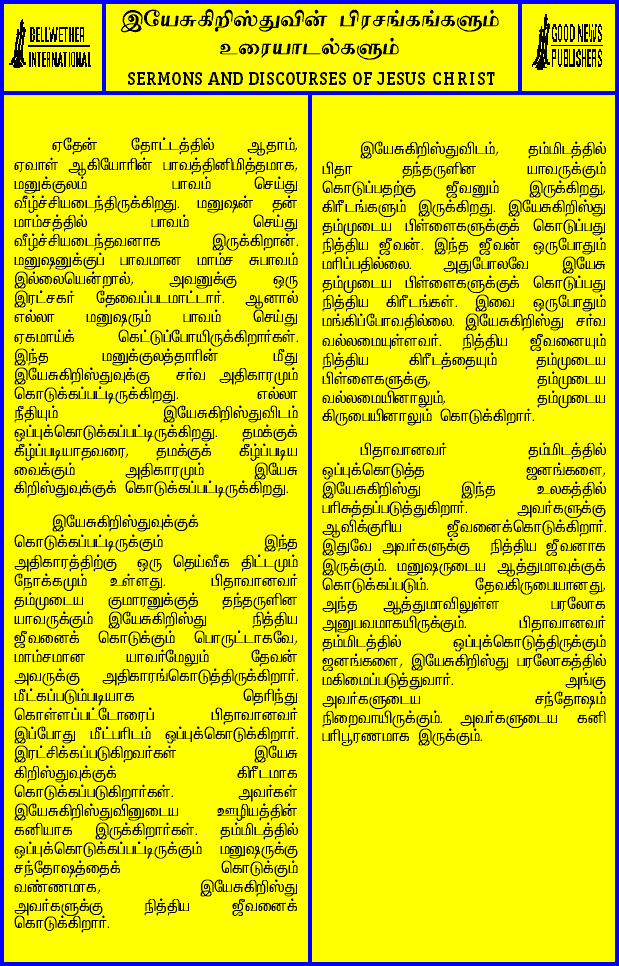 BELLWETHER
INTERNATIONAL
இயேசுகிறிஸ்துவின் பிரசங்கங்களும்
உரையாடல்களும்
SERMONS AND DISCOURSES OF JESUS CHRIST
GOOD NEWS
PUBLISHERS
ஏதேன் தோட்டத்தில் ஆதாம்,
ஏவாள் ஆகியோரின் பாவத்தினிமித்தமாக,
மனுக்குலம் பாவம் செய்து
வீழ்ச்சியடைந்திருக்கிறது. மனுஷன் தன்
மாம்சத்தில் பாவம் செய்து
வீழ்ச்சியடைந்தவனாக இருக்கிறான்.
மனுஷனுக்குப் பாவமான மாம்ச சுபாவம்
இல்லையென்றால், அவனுக்கு ஒரு
இரட்சகர் தேவைப்படமாட்டார். ஆனால்
எல்லா மனுஷரும் பாவம் செய்து
ஏகமாய்க் கெட்டுப்போயிருக்கிறார்கள்.
இந்த மனுக்குலத்தாரின் மீது
இயேசுகிறிஸ்துவுக்கு சர்வ அதிகாரமும்
கொடுக்கப்பட்டிருக்கிறது. எல்லா
நீதியும் இயேசுகிறிஸ்துவிடம்
ஒப்புக்கொடுக்கப்பட்டிருக்கிறது. தமக்குக்
கீழ்ப்படியாதவரை, தமக்குக் கீழ்ப்படிய
வைக்கும் அதிகாரமும் இயேசு
கிறிஸ்துவுக்குக் கொடுக்கப்பட்டிருக்கிறது.
இயேசுகிறிஸ்துவுக்குக்
கொடுக்கப்பட்டிருக்கும் இந்த
அதிகாரத்திற்கு ஒரு தெய்வீக திட்டமும்
நோக்கமும் உள்ளது. பிதாவானவர்
தம்முடைய குமாரனுக்குத் தந்தருளின
யாவருக்கும் இயேசுகிறிஸ்து நித்திய
ஜீவனைக் கொடுக்கும் பொருட்டாகவே,
மாம்சமான யாவர்மேலும் தேவன்
அவருக்கு அதிகாரங்கொடுத்திருக்கிறார்.
மீட்கப்படும்படியாக தெரிந்து
கொள்ளப்பட்டோரைப் பிதாவானவர்
இப்போது மீட்பரிடம் ஒப்புக்கொடுக்கிறார்.
இரட்சிக்கப்படுகிறவர்கள் இயேசு
கிறிஸ்துவுக்குக் கிரீடமாக
கொடுக்கப்படுகிறார்கள். அவர்கள்
இயேசுகிறிஸ்துவினுடைய ஊழியத்தின்
கனியாக இருக்கிறார்கள். தம்மிடத்தில்
ஒப்புக்கொடுக்கப்பட்டிருக்கும் மனுஷருக்கு
சந்தோஷத்தைக் கொடுக்கும்
வண்ணமாக, இயேசுகிறிஸ்து
அவர்களுக்கு நித்திய ஜீவனைக்
கொடுக்கிறார்.
இயேசுகிறிஸ்துவிடம், தம்மிடத்தில்
பிதா தந்தருளின யாவருக்கும்
கொடுப்பதற்கு ஜீவனும் இருக்கிறது,
கிரீடங்களும் இருக்கிறது. இயேசுகிறிஸ்து
தம்முடைய பிள்ளைகளுக்குக் கொடுப்பது
நித்திய ஜீவன். இந்த ஜீவன் ஒருபோதும்
மரிப்பதில்லை. அதுபோலவே இயேசு
தம்முடைய பிள்ளைகளுக்குக் கொடுப்பது
நித்திய கிரீடங்கள். இவை ஒருபோதும்
மங்கிப்போவதில்லை. இயேசுகிறிஸ்து சர்வ
வல்லமையுள்ளவர். நித்திய ஜீவனையும்
நித்திய கிரீடத்தையும் தம்முடைய
பிள்ளைகளுக்கு, தம்முடைய
வல்லமையினாலும், தம்முடைய
கிருபையினாலும் கொடுக்கிறார்.
பிதாவானவர் தம்மிடத்தில்
ஒப்புக்கொடுத்த ஜனங்களை,
இயேசுகிறிஸ்து இந்த உலகத்தில்
பரிசுத்தப்படுத்துகிறார். அவர்களுக்கு
ஆவிக்குரிய ஜீவனைக்கொடுக்கிறார்.
இதுவே அவர்களுக்கு நித்திய ஜீவனாக
இருக்கும். மனுஷருடைய ஆத்துமாவுக்குக்
கொடுக்கப்படும். தேவகிருபையானது,
அந்த ஆத்துமாவிலுள்ள பரலோக
அனுபவமாகயிருக்கும். பிதாவானவர்
தம்மிடத்தில் ஒப்புக்கொடுத்திருக்கும்
ஜனங்களை, இயேசுகிறிஸ்து பரலோகத்தில்
மகிமைப்படுத்துவார். அங்கு
அவர்களுடைய சந்தோஷம்
நிறைவாயிருக்கும். அவர்களுடைய கனி
பரிபூரணமாக இருக்கும்.